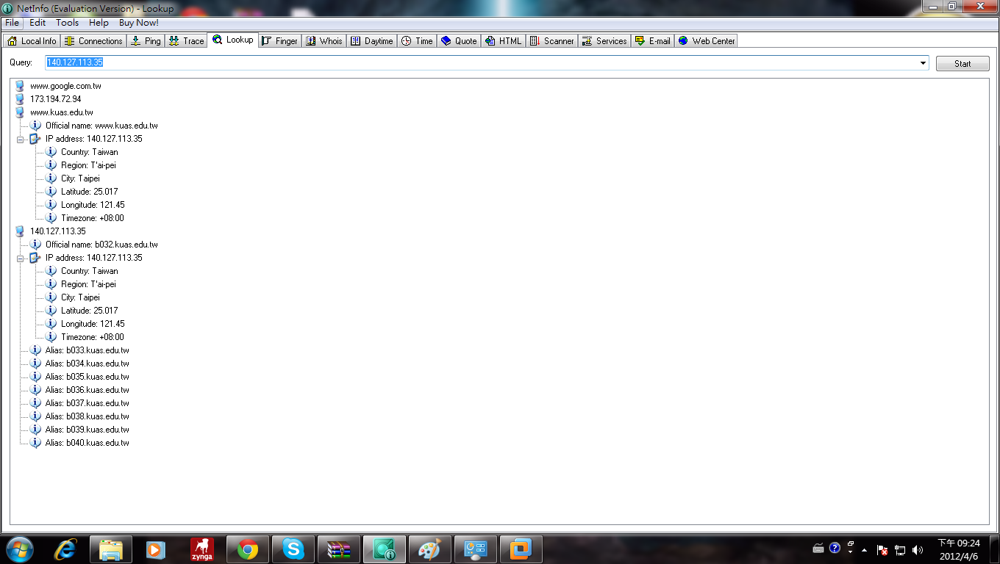 NetInfo (Evaluation Version) - Lookup
File Edit Tools Help Buy Now!
Local Info Connections Ping Trace Lookup Finger Whois Daytime Time Quote HTML Scanner Services E-mail Web Center
Query: 140.127.113.35 Start
www.google.com.tw
173.194.72.94
www.kuas.edu.tw
Official name: www.kuas.edu.tw
IP address: 140.127.113.35
Country: Taiwan
Region: T'ai-pei
City: Taipei
Latitude: 25.017
Longitude: 121.45
Timezone: +08:00
140.127.113.35
Official name: b032.kuas.edu.tw
IP address: 140.127.113.35
Country: Taiwan
Region: T'ai-pei
City: Taipei
Latitude: 25.017
Longitude: 121.45
Timezone: +08:00
Alias: b033.kuas.edu.tw
Alias: b034.kuas.edu.tw
Alias: b035.kuas.edu.tw
Alias: b036.kuas.edu.tw
Alias: b037.kuas.edu.tw
Alias: b038.kuas.edu.tw
Alias: b039.kuas.edu.tw
Alias: b040.kuas.edu.tw
zynga
下午 09:24
2012/4/6